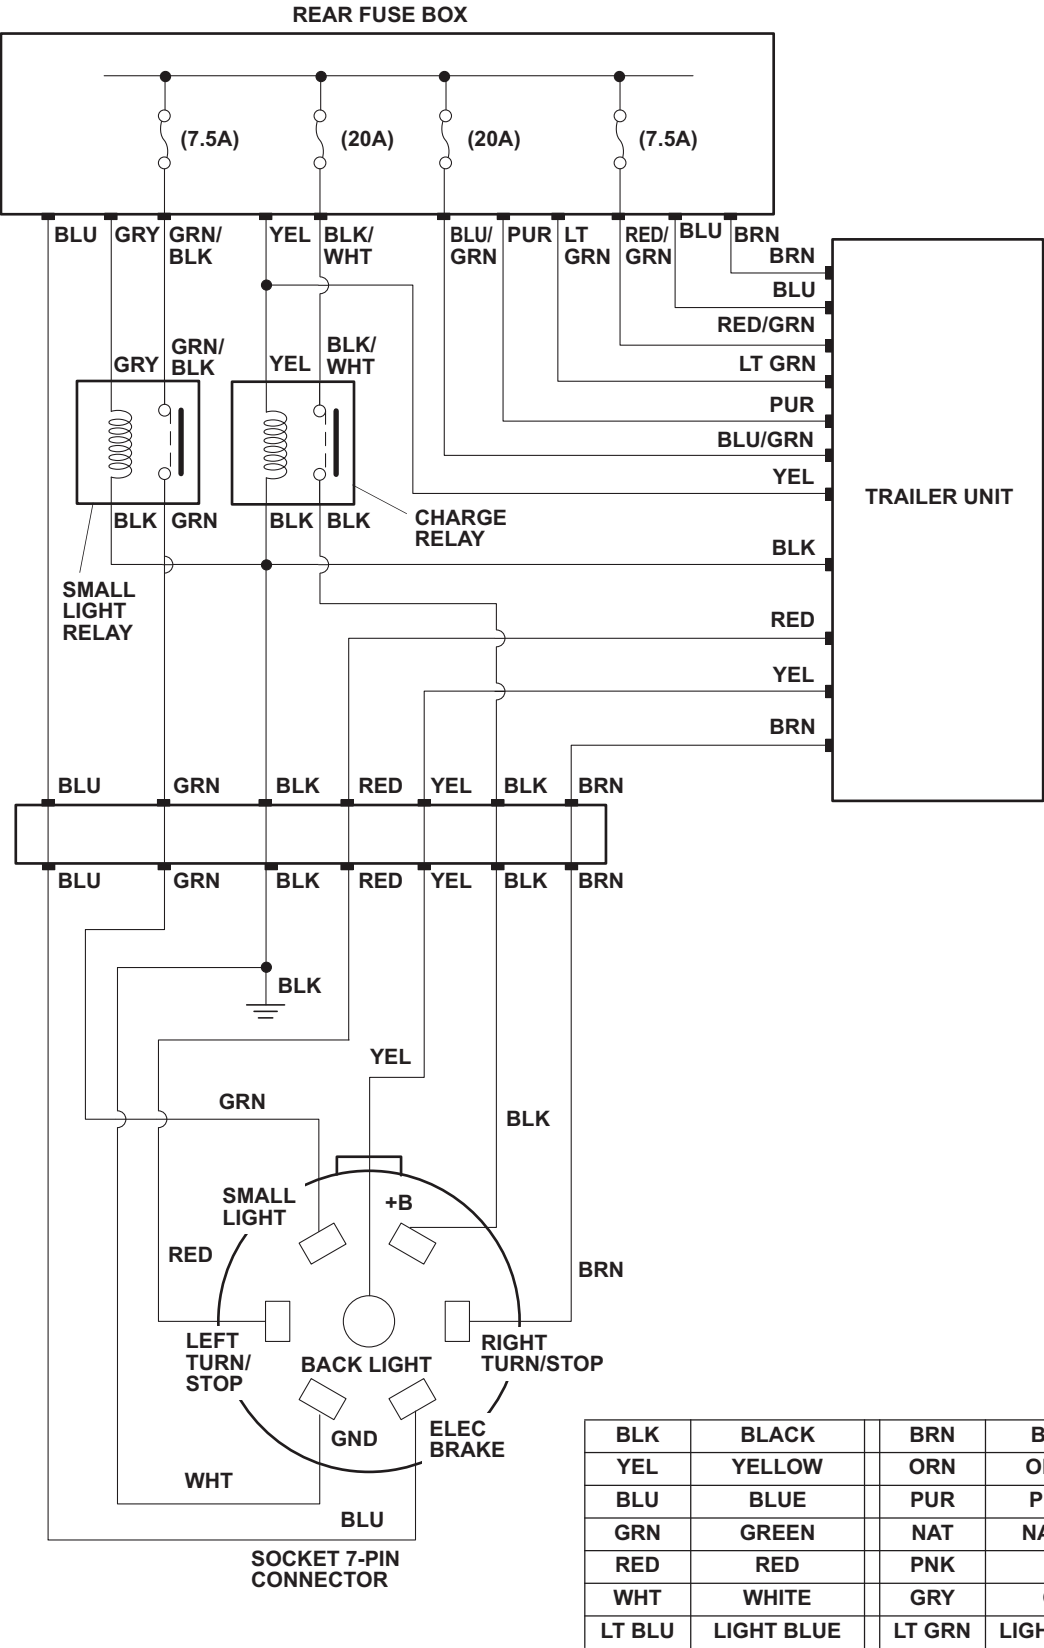 REAR FUSE BOX
(7.5A) (20A) (20A) (7.5A)
BLU GRY GRN/ BLK YEL BLK/ WHT BLU/ GRN PUR LT GRN RED/ GRN BLU BRN
BRN
BLU
RED/GRN
LT GRN
PUR
BLU/GRN
YEL
TRAILER UNIT
BLK
RED
YEL
BRN
GRY GRN/ BLK YEL BLK/ WHT
BLK GRN BLK BLK
CHARGE
RELAY
SMALL
LIGHT
RELAY
BLU GRN BLK RED YEL BLK BRN
BLU GRN BLK RED YEL BLK BRN
BLK
YEL
GRN
BLK
SMALL
LIGHT
+B
RED
BRN
LEFT
TURN/
STOP
BACK LIGHT
RIGHT
TURN/STOP
GND
ELEC
BRAKE
WHT
BLU
SOCKET 7-PIN
CONNECTOR
BLK BLACK BRN B
YEL YELLOW ORN
BLU BLUE PUR P
GRN GREEN NAT
RED RED PNK
WHT WHITE GRY
LT BLU LIGHT BLUE LT GRN LIGH